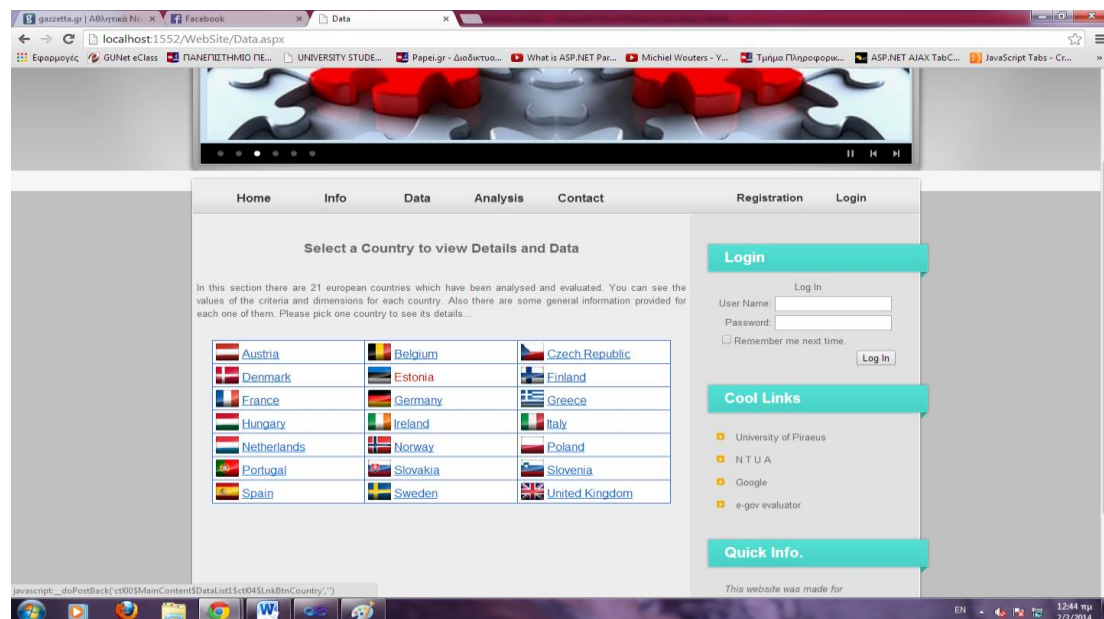 gazzetta.gr | Αθλητικά Νέ
Facebook
Data
localhost:1552/WebSite/Data.aspx
Εφαρμογές
GUNet eClass
ΠΑΝΕΠΙΣΤΗΜΙΟ ΠΕ...
UNIVERSITY STUDE...
Papei.gr - Διαδικτυα...
What is ASP.NET Par...
Michiel Wouters - Y...
Τμήμα Πληροφορικ...
ASP.NET AJAX TabC...
JavaScript Tabs - Cr...
Home Info Data Analysis Contact Registration Login
Select a Country to view Details and Data
In this section there are 21 european countries which have been analysed and evaluated. You can see the
values of the criteria and dimensions for each country. Also there are some general information provided for
each one of them. Please pick one country to see its details...
Austria Belgium Czech Republic
Denmark Estonia Finland
France Germany Greece
Hungary Ireland Italy
Netherlands Norway Poland
Portugal Slovakia Slovenia
Spain Sweden United Kingdom
Login
Log In
User Name:
Password:
Remember me next time.
Log In
Cool Links
University of Piraeus
N T U A
Google
e-gov evaluator
Quick Info.
This website was made for
javascript:__doPostBack('ctl00$MainContent$DataList1$ctl04$LnkBtnCountry','')
EN
12:44 πμ
2/3/2014